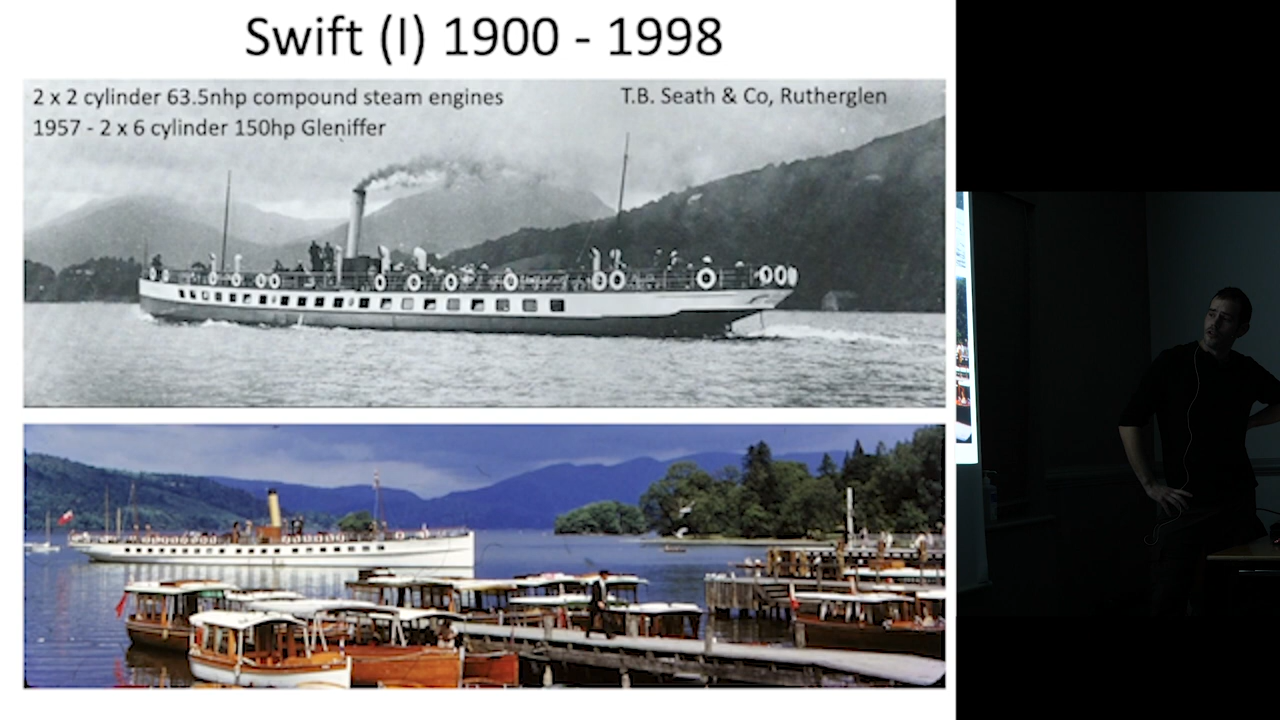 Swift (I) 1900 - 1998
2 x 2 cylinder 63.5nhp compound steam engines
T.B. Seath & Co, Rutherglen
1957 - 2 x 6 cylinder 150hp Gleniffer